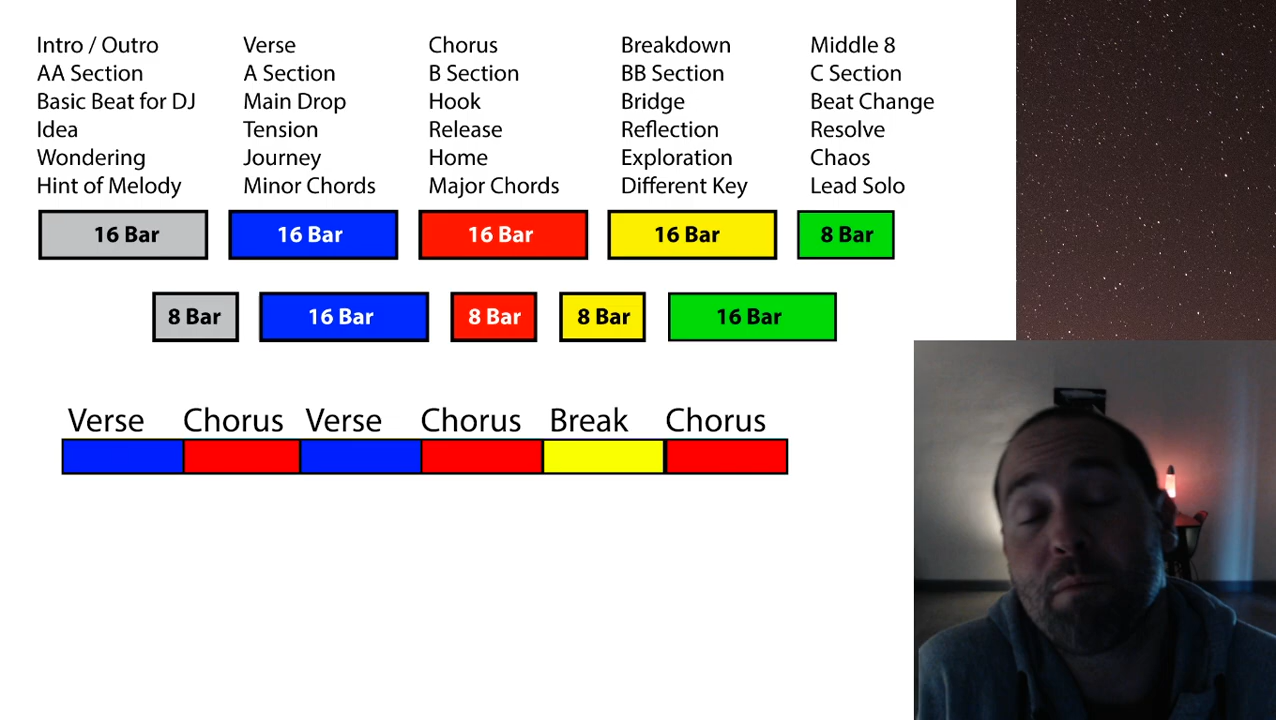 Intro / Outro Verse Chorus Breakdown Middle 8
AA Section A Section B Section BB Section C Section
Basic Beat for DJ Main Drop Hook Bridge Beat Change
Idea Tension Release Reflection Resolve
Wondering Journey Home Exploration Chaos
Hint of Melody Minor Chords Major Chords Different Key Lead Solo
16 Bar 16 Bar 16 Bar 16 Bar 8 Bar
8 Bar 16 Bar 8 Bar 8 Bar 16 Bar
Verse Chorus Verse Chorus Break Chorus